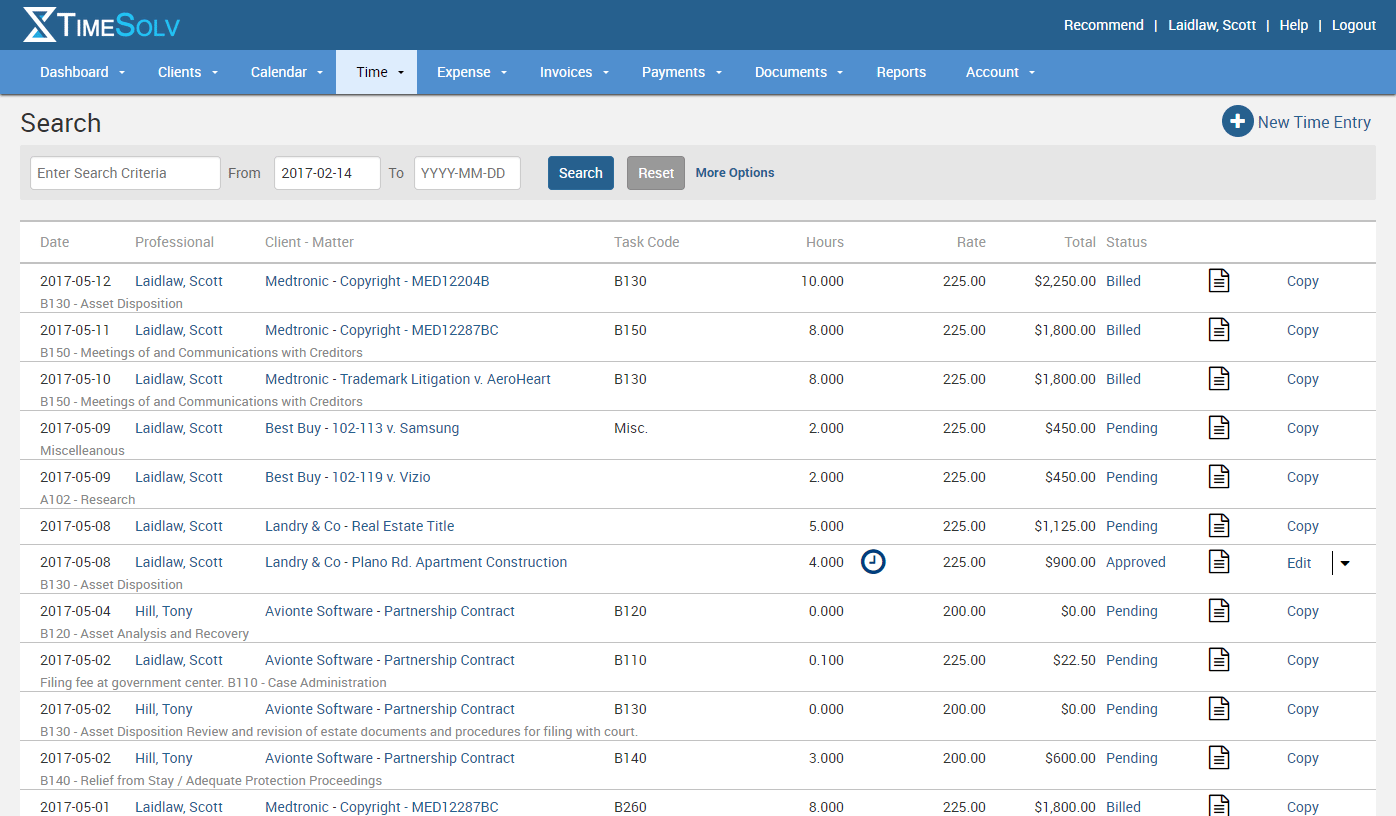 TIMESOLV
Recommend | Laidlaw, Scott | Help | Logout
Dashboard Clients Calendar Time Expense Invoices Payments Documents Reports Account
Search
New Time Entry
Enter Search Criteria From 2017-02-14 To YYYY-MM-DD Search Reset More Options
Date Professional Client - Matter Task Code Hours Rate Total Status
2017-05-12 Laidlaw, Scott Medtronic - Copyright - MED12204B B130 10.000 225.00 $2,250.00 Billed Copy
B130 - Asset Disposition
2017-05-11 Laidlaw, Scott Medtronic - Copyright - MED12287BC B150 8.000 225.00 $1,800.00 Billed Copy
B150 - Meetings of and Communications with Creditors
2017-05-10 Laidlaw, Scott Medtronic - Trademark Litigation v. AeroHeart B130 8.000 225.00 $1,800.00 Billed Copy
B150 - Meetings of and Communications with Creditors
2017-05-09 Laidlaw, Scott Best Buy - 102-113 v. Samsung Misc. 2.000 225.00 $450.00 Pending Copy
Miscelleanous
2017-05-09 Laidlaw, Scott Best Buy - 102-119 v. Vizio 2.000 225.00 $450.00 Pending Copy
A102 - Research
2017-05-08 Laidlaw, Scott Landry & Co - Real Estate Title 5.000 225.00 $1,125.00 Pending Copy
2017-05-08 Laidlaw, Scott Landry & Co - Plano Rd. Apartment Construction 4.000 225.00 $900.00 Approved Edit
B130 - Asset Disposition
2017-05-04 Hill, Tony Avionte Software - Partnership Contract B120 0.000 200.00 $0.00 Pending Copy
B120 - Asset Analysis and Recovery
2017-05-02 Laidlaw, Scott Avionte Software - Partnership Contract B110 0.100 225.00 $22.50 Pending Copy
Filing fee at government center. B110 - Case Administration
2017-05-02 Hill, Tony Avionte Software - Partnership Contract B130 0.000 200.00 $0.00 Pending Copy
B130 - Asset Disposition Review and revision of estate documents and procedures for filing with court.
2017-05-02 Hill, Tony Avionte Software - Partnership Contract B140 3.000 200.00 $600.00 Pending Copy
B140 - Relief from Stay / Adequate Protection Proceedings
2017-05-01 Laidlaw, Scott Medtronic - Copyright - MED12287BC B260 8.000 225.00 $1,800.00 Billed Copy